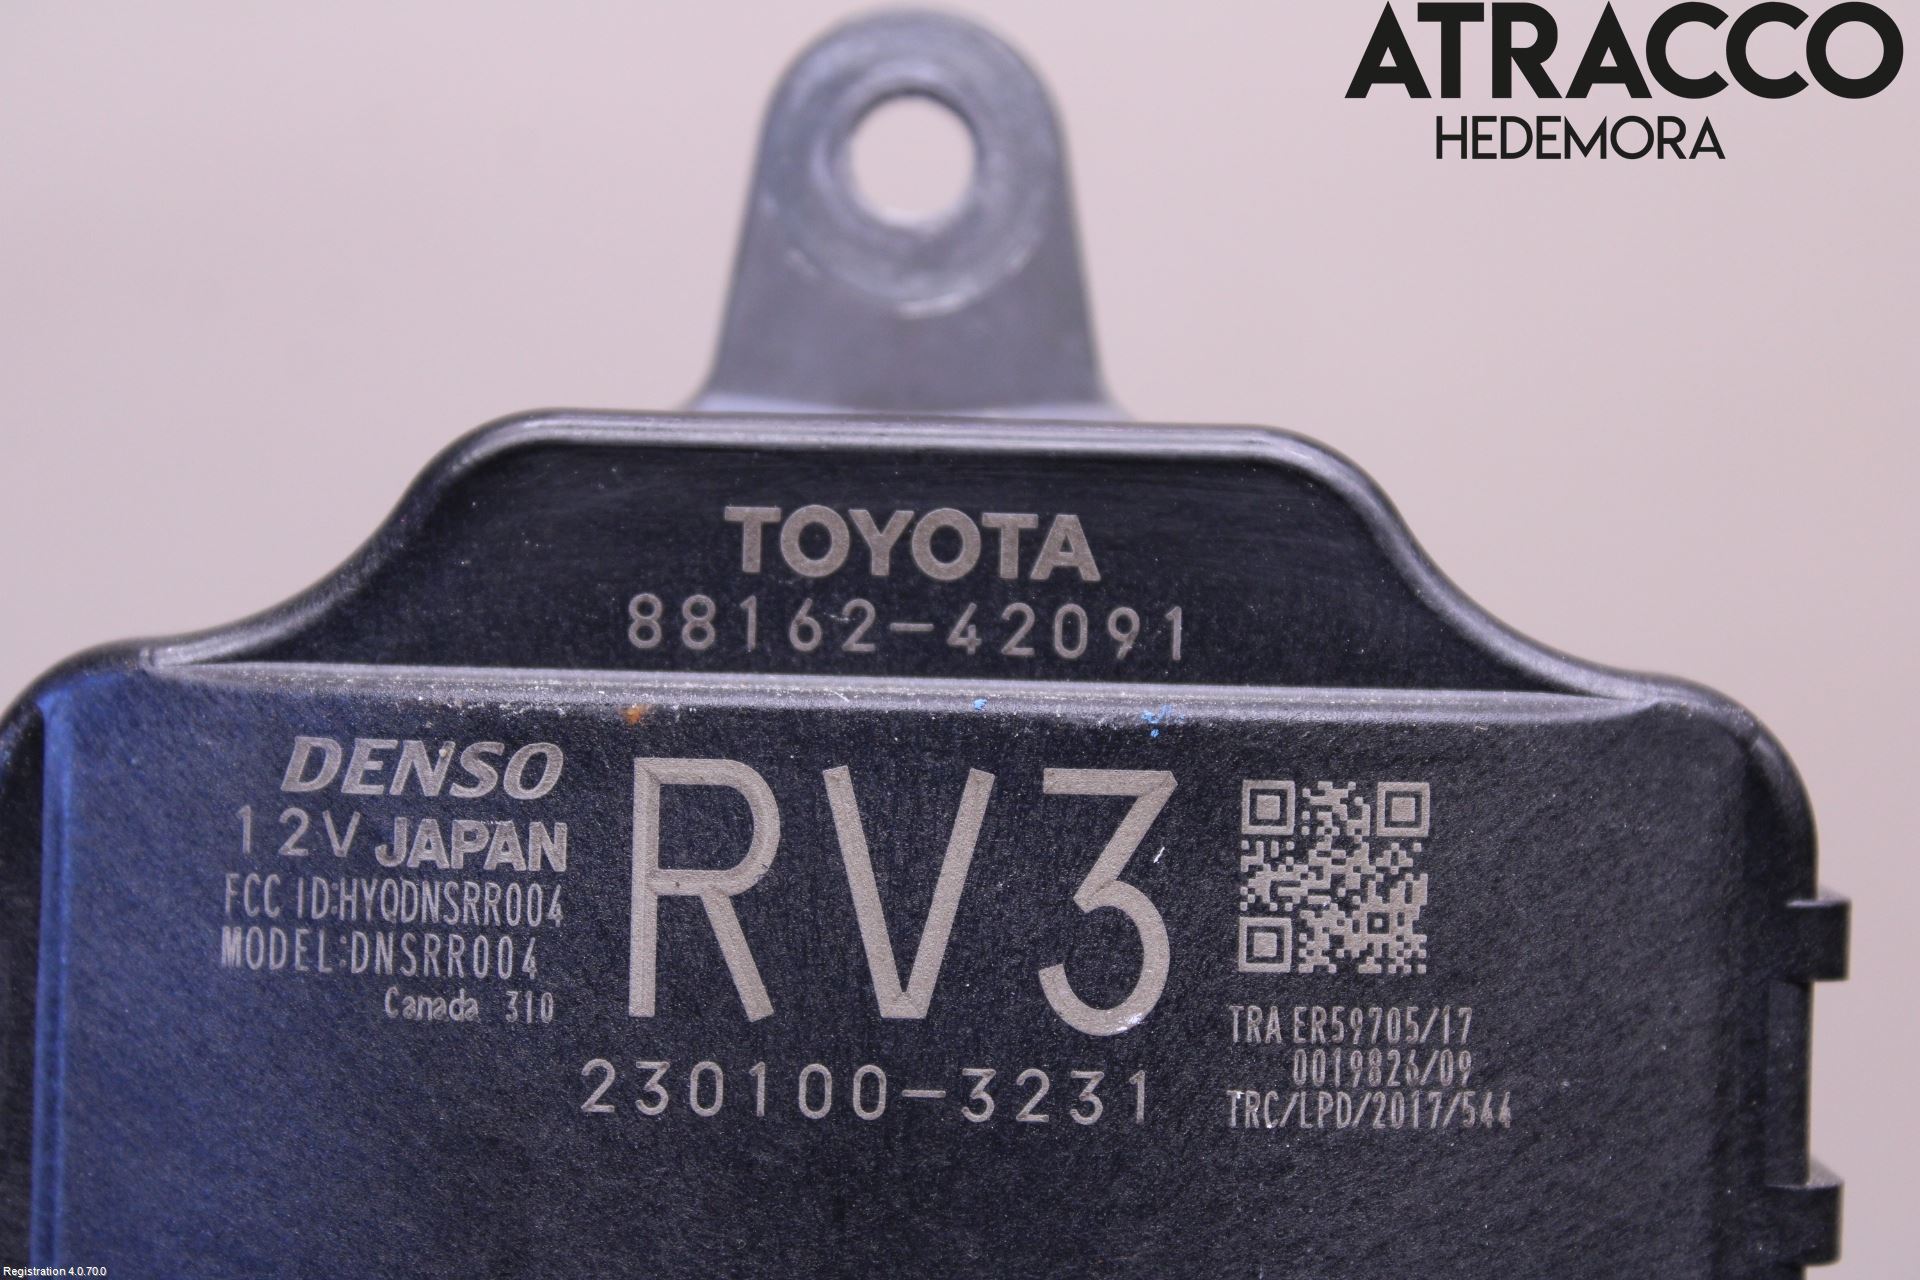 ATRACCO
HEDEMORA
TOYOTA
88162-42091
DENSO
12V JAPAN
FCC ID:HYQDNSRR004
MODEL:DNSRR004
Canada 310
RV3
230100-3231
TRA ER59705/17
0019826/09
TRC/LPD/2017/544
Registration 4.0.70.0